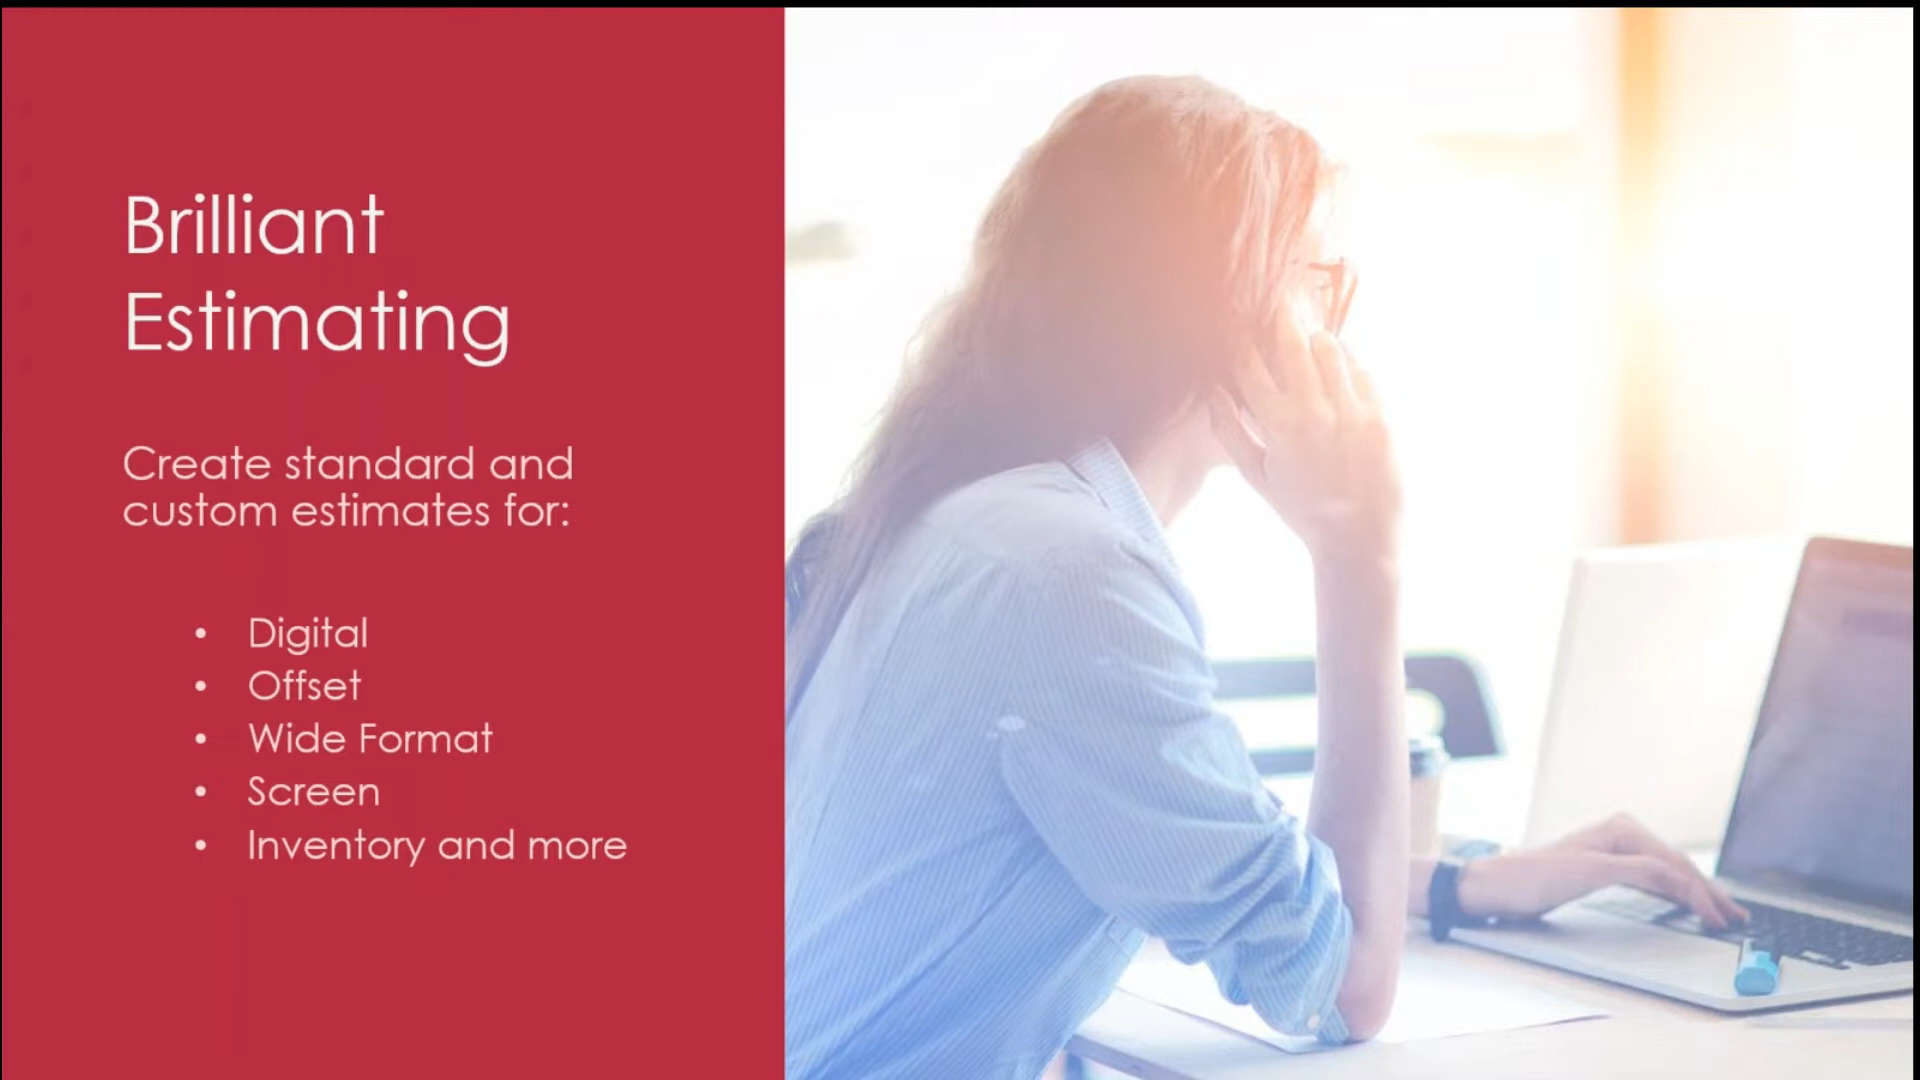 Brilliant
Estimating
Create standard and
custom estimates for:
• Digital
• Offset
• Wide Format
• Screen
• Inventory and more